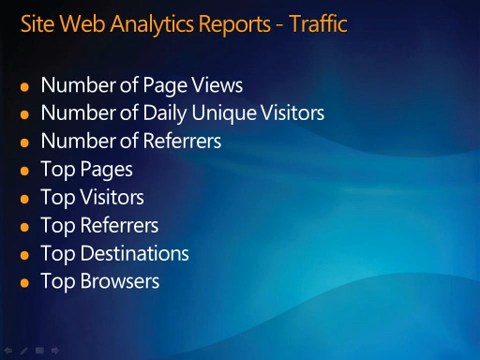 Site Web Analytics Reports - Traffic
Number of Page Views
Number of Daily Unique Visitors
Number of Referrers
Top Pages
Top Visitors
Top Referrers
Top Destinations
Top Browsers